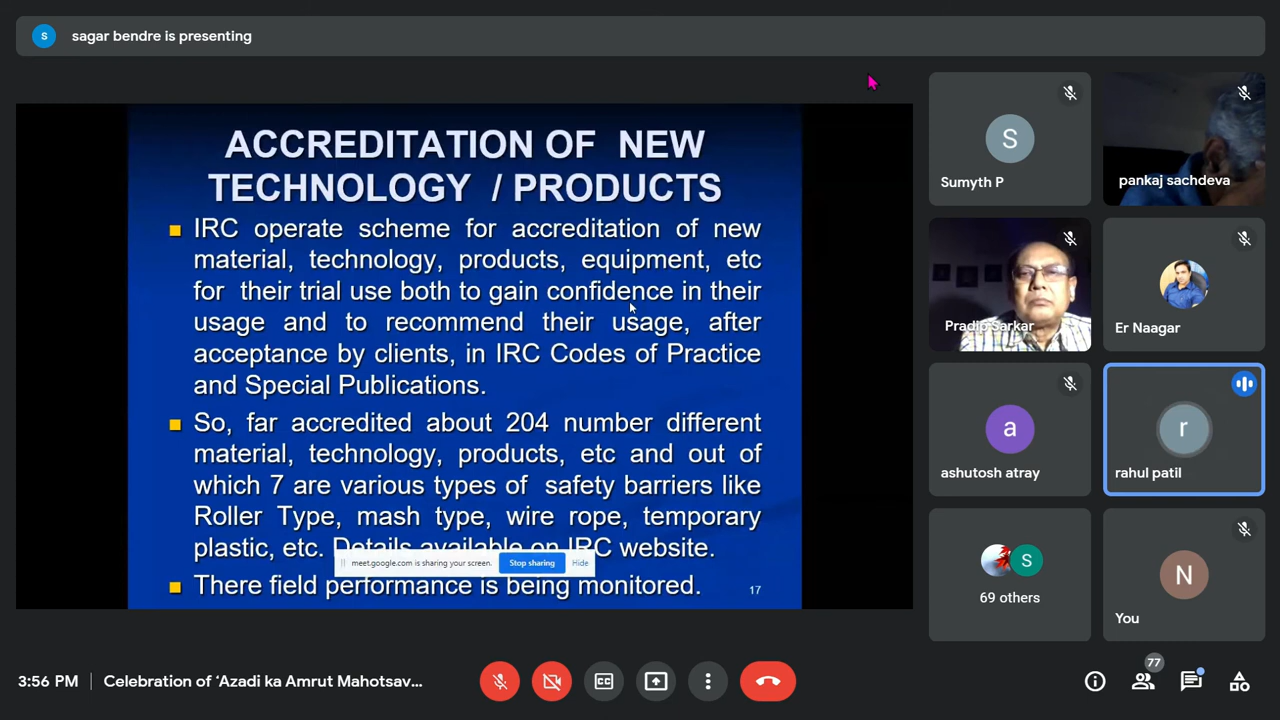 s
sagar bendre is presenting
ACCREDITATION OF NEW
TECHNOLOGY / PRODUCTS
IRC operate scheme for accreditation of new
material, technology, products, equipment, etc
for their trial use both to gain confidence in their
usage and to recommend their usage, after
acceptance by clients, in IRC Codes of Practice
and Special Publications.
So, far accredited about 204 number different
material, technology, products, etc and out of
which 7 are various types of safety barriers like
Roller Type, mash type, wire rope, temporary
plastic, etc. Details available on IRC website.
meet.google.com is sharing your screen. Stop sharing Hide
There field performance is being monitored.
17
S
Sumyth P
pankaj sachdeva
Pradip Sarkar
Er Naagar
a
ashutosh atray
r
rahul patil
S
69 others
N
You
3:56 PM
Celebration of ‘Azadi ka Amrut Mahotsav...
77